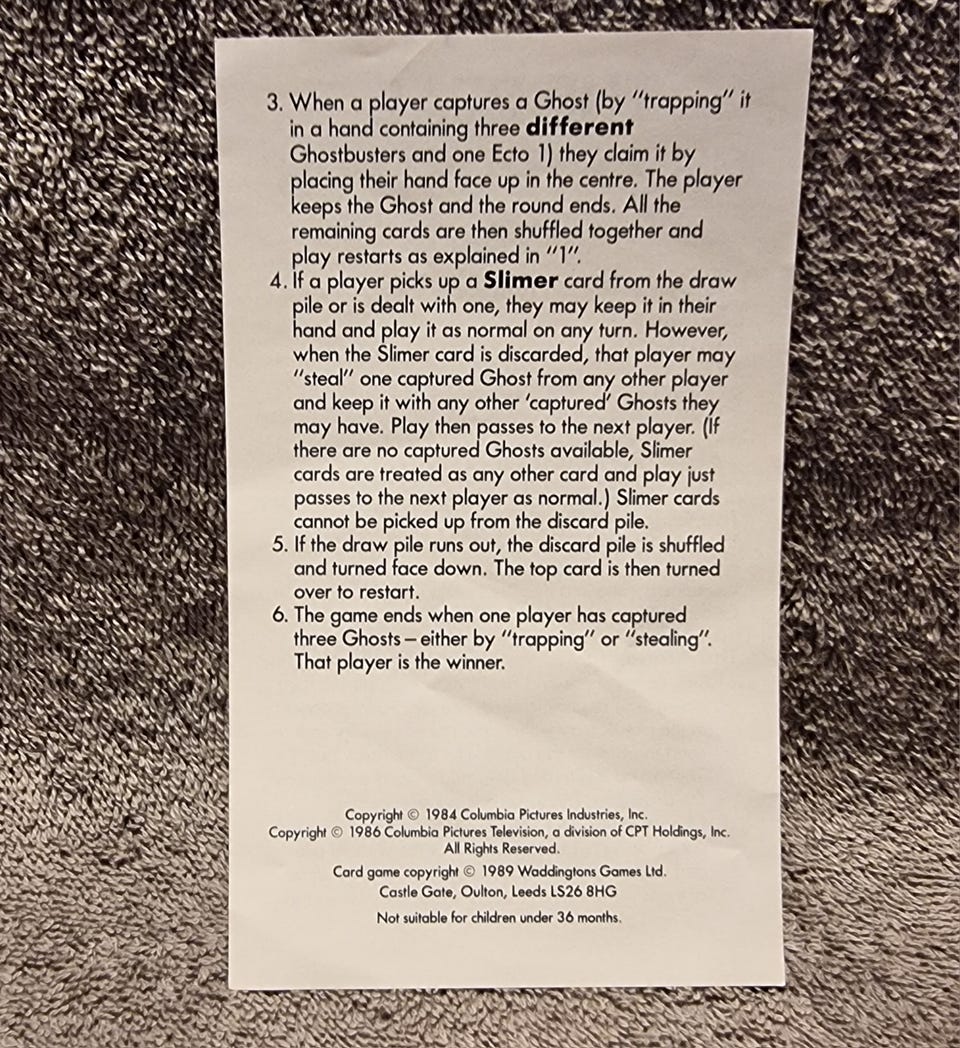 3. When a player captures a Ghost (by "trapping" it
in a hand containing three different
Ghostbusters and one Ecto 1) they claim it by
placing their hand face up in the centre. The player
keeps the Ghost and the round ends. All the
remaining cards are then shuffled together and
play restarts as explained in "1".
4. If a player picks up a Slimer card from the draw
pile or is dealt with one, they may keep it in their
hand and play it as normal on any turn. However,
when the Slimer card is discarded, that player may
"steal" one captured Ghost from any other player
and keep it with any other 'captured' Ghosts they
may have. Play then passes to the next player. (If
there are no captured Ghosts available, Slimer
cards are treated as any other card and play just
passes to the next player as normal.) Slimer cards
cannot be picked up from the discard pile.
5. If the draw pile runs out, the discard pile is shuffled
and turned face down. The top card is then turned
over to restart.
6. The game ends when one player has captured
three Ghosts – either by "trapping" or "stealing".
That player is the winner.
Copyright © 1984 Columbia Pictures Industries, Inc.
Copyright © 1986 Columbia Pictures Television, a division of CPT Holdings, Inc.
All Rights Reserved.
Card game copyright © 1989 Waddingtons Games Ltd.
Castle Gate, Oulton, Leeds LS26 8HG
Not suitable for children under 36 months.